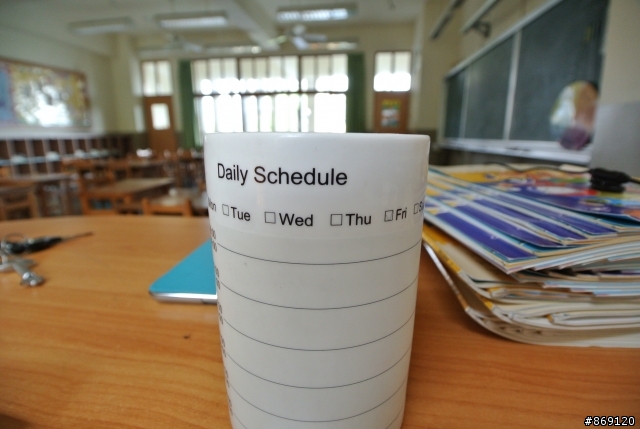 Daily Schedule
☐Tue ☐Wed ☐Thu ☐Fri
#869120